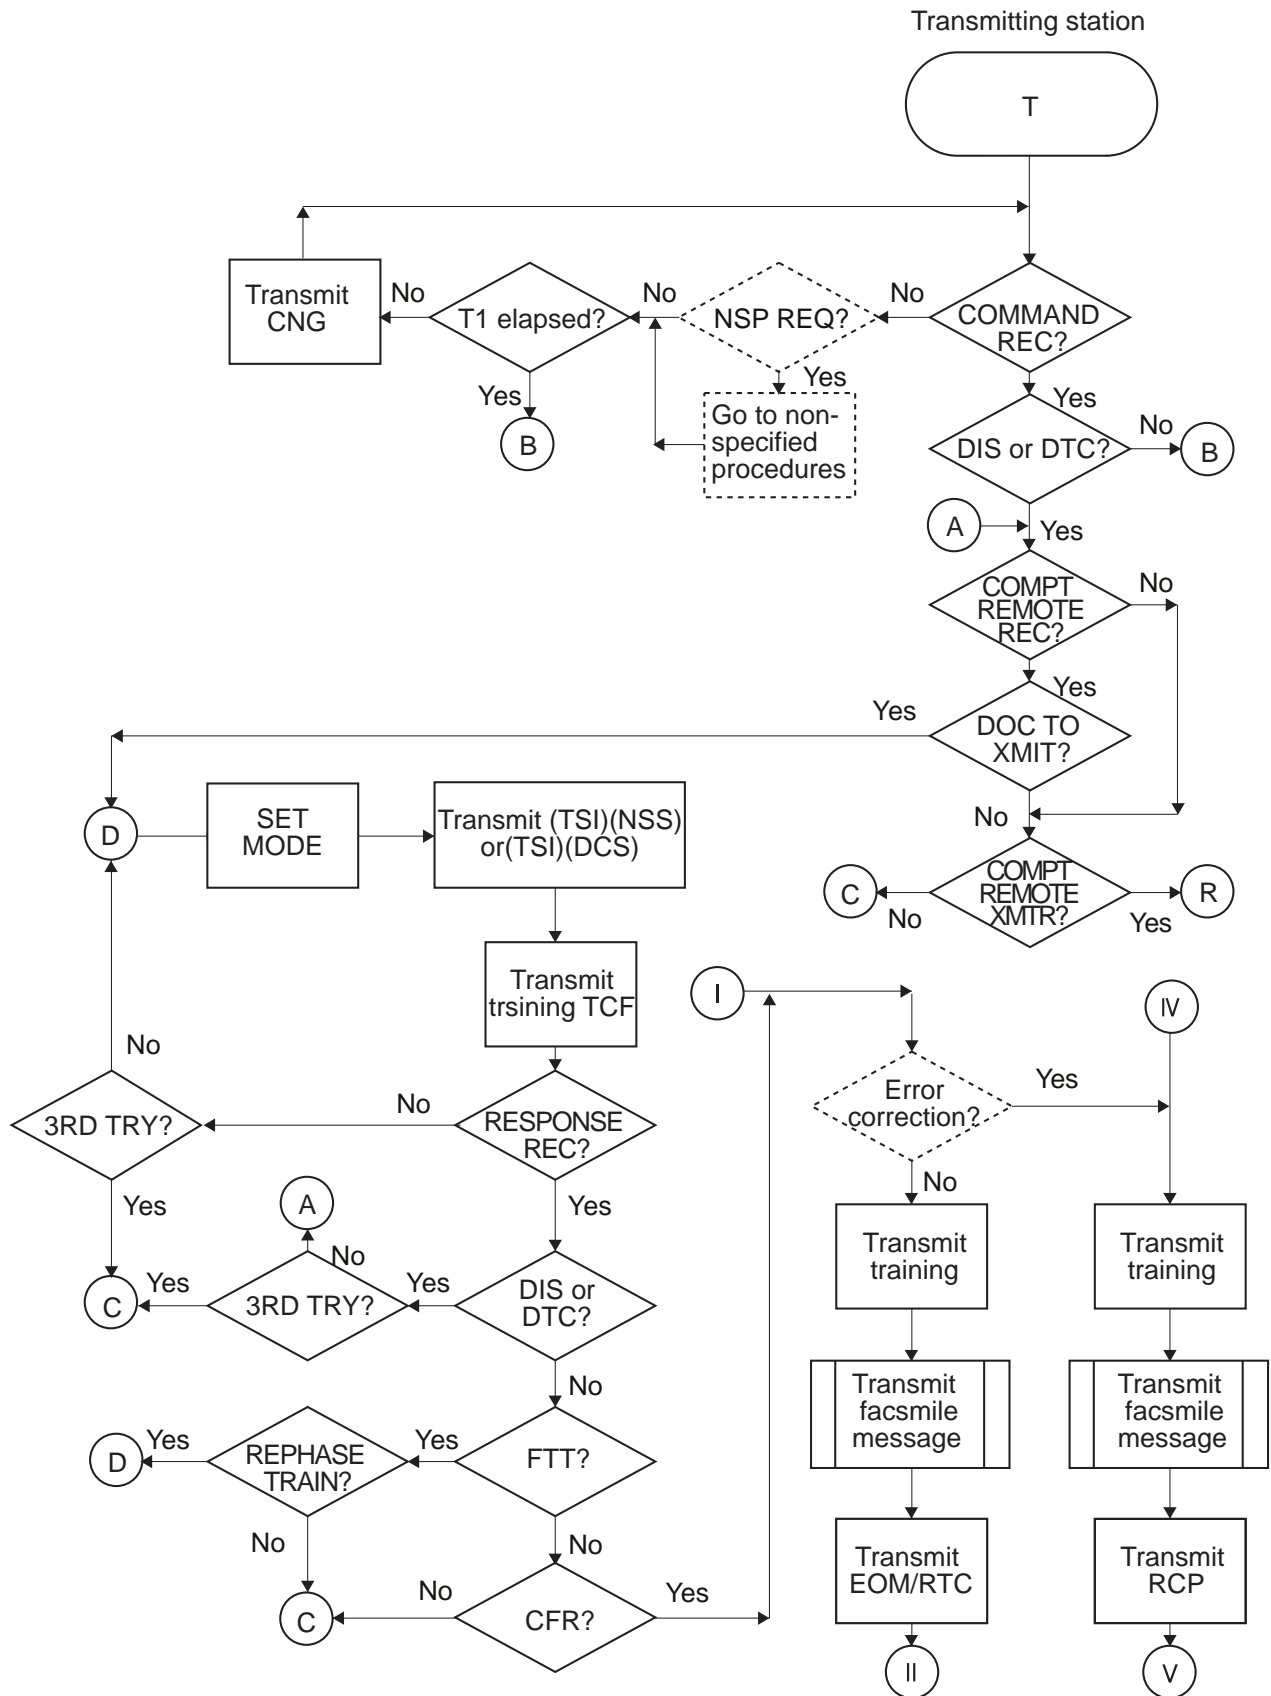 Transmitting station
T
No
Transmit
CNG
No
T1 elapsed?
No
NSP REQ?
COMMAND
REC?
Yes
B
Yes
Go to non-
specified
procedures
Yes
DIS or DTC?
No
B
A
Yes
COMPT
REMOTE
REC?
No
Yes
DOC TO
XMIT?
Yes
No
D
SET
MODE
Transmit (TSI)(NSS)
or(TSI)(DCS)
C
No
COMPT
REMOTE
XMTR?
Yes
R
Transmit
trsining TCF
I
IV
No
3RD TRY?
No
RESPONSE
REC?
Error
correction?
Yes
Yes
A
No
Yes
No
C
Yes
3RD TRY?
Yes
DIS or
DTC?
Transmit
training
Transmit
training
No
D
Yes
REPHASE
TRAIN?
Yes
FTT?
Transmit
facsmile
message
Transmit
facsmile
message
No
No
C
No
CFR?
Yes
Transmit
EOM/RTC
Transmit
RCP
II
V